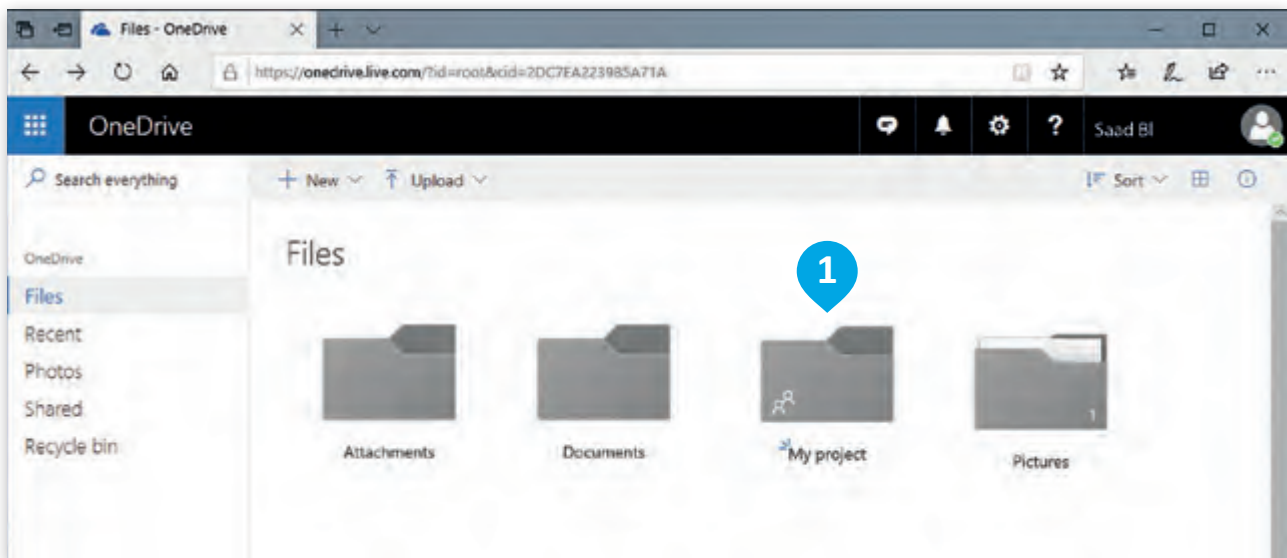 Files - OneDrive
https://onedrive.live.com/?id=root&cid=2DC7EA223985A71A
OneDrive
? Saad Bl
Search everything
+ New
Upload
Sort
OneDrive
Files
Recent
Photos
Shared
Recycle bin
Files
1
Attachments
Documents
My project
1
Pictures